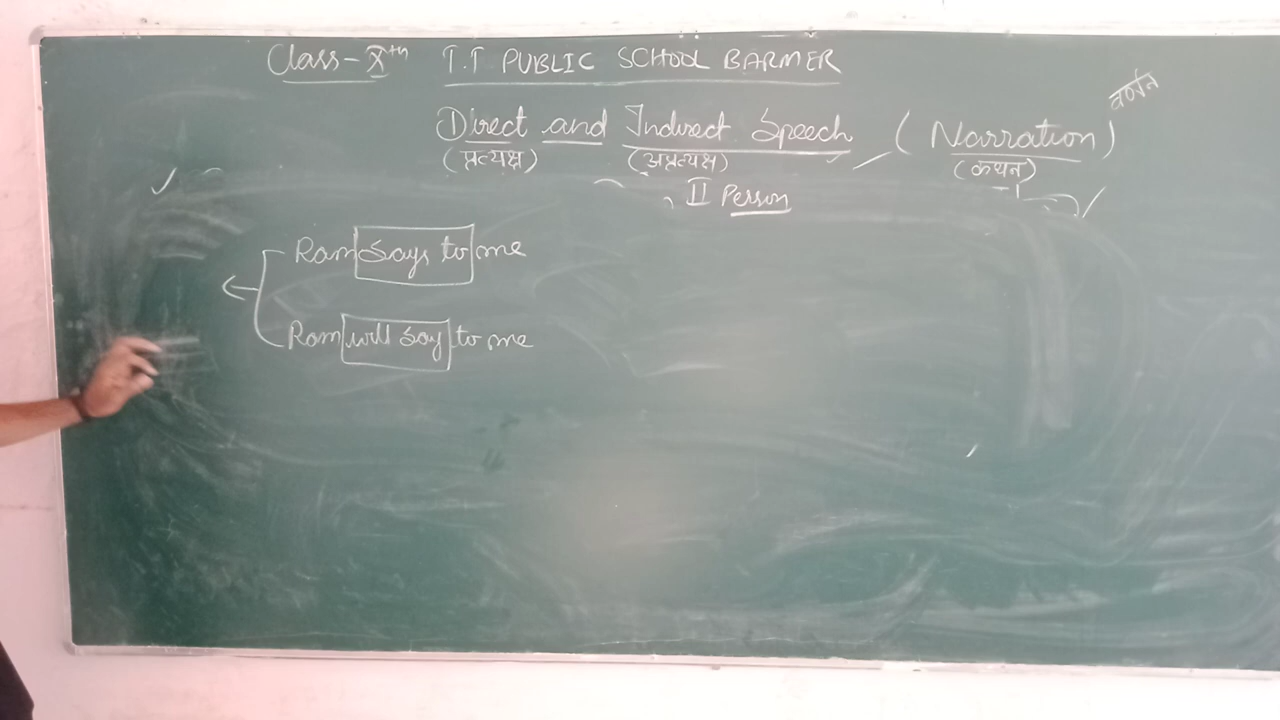 Class-Xth T.T PUBLIC SCHOOL BARMER
वर्णन
Direct and Indirect Speech (Narration)
(प्रत्यक्ष) (अप्रत्यक्ष) (कथन)
II Person
Ram says to me
Ram will say to me